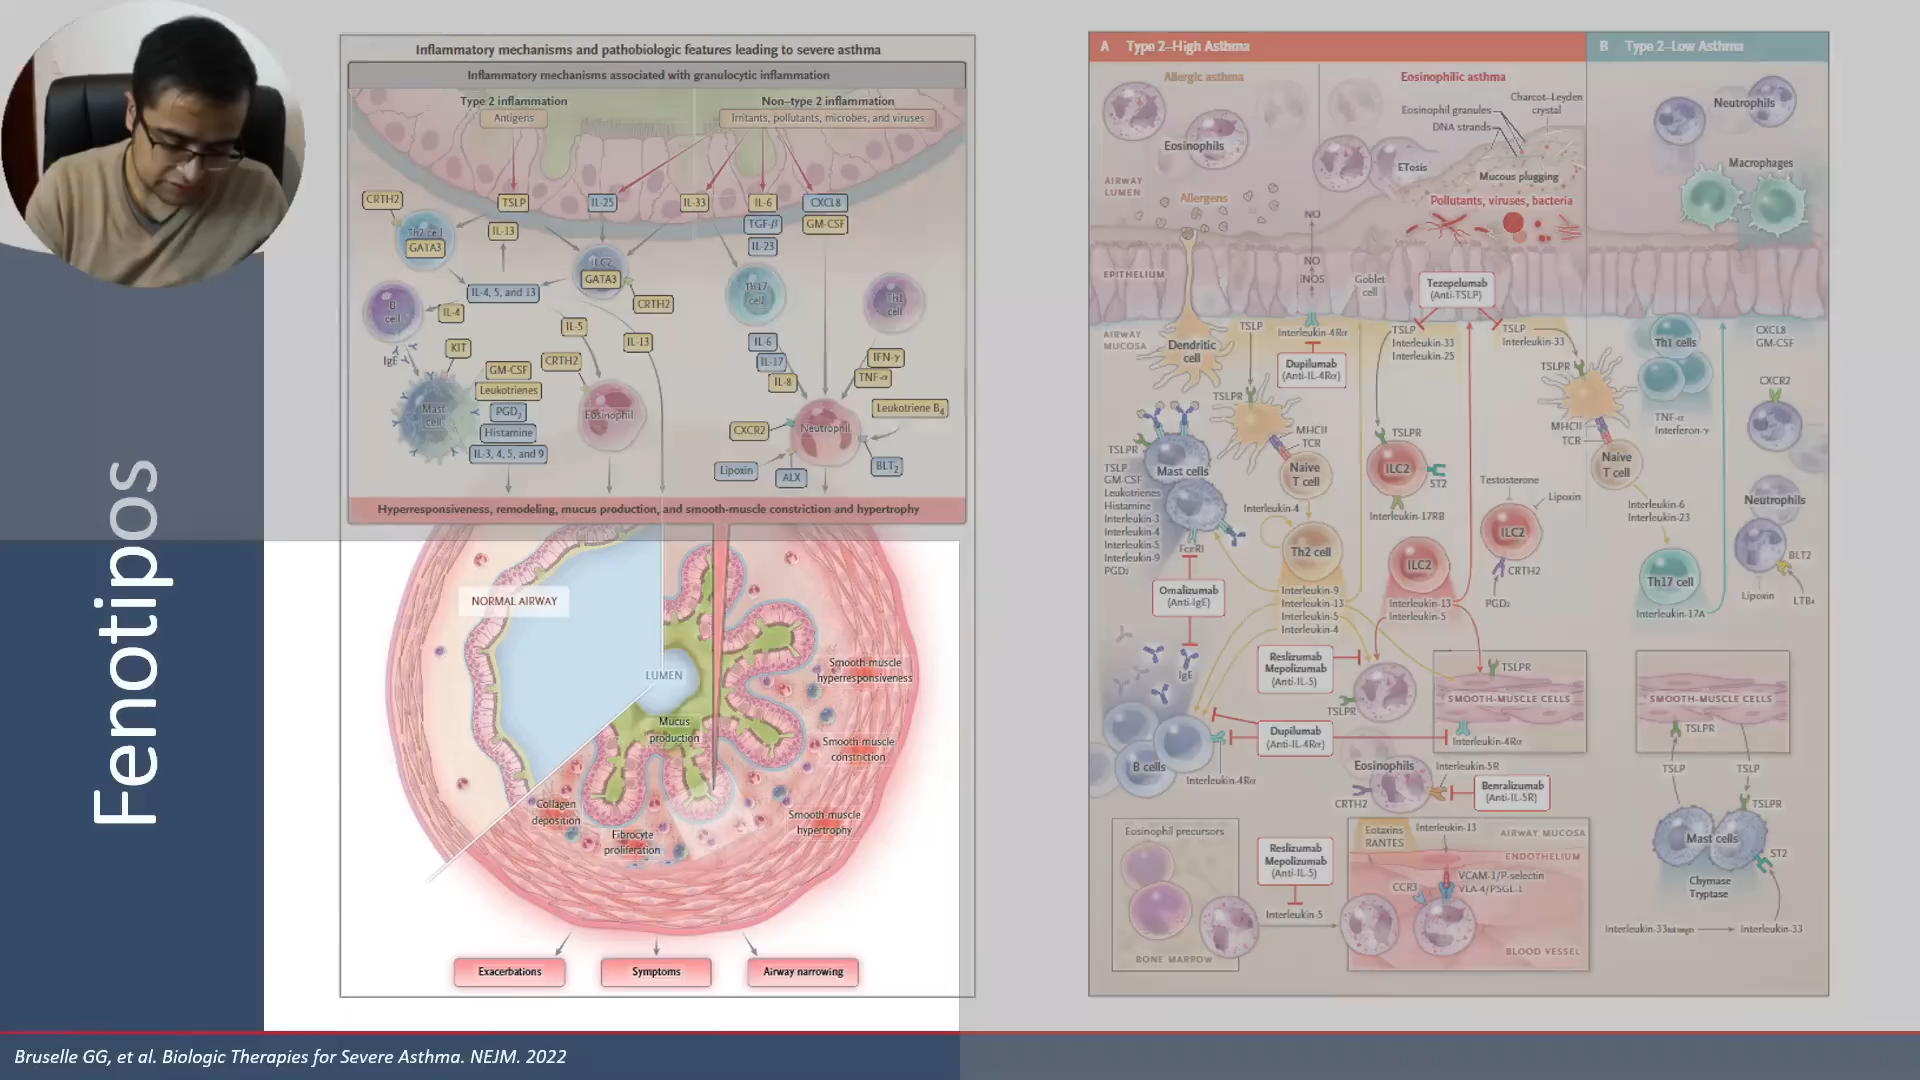 Fenotipos
Inflammatory mechanisms and pathobiologic features leading to severe asthma
Inflammatory mechanisms associated with granulocytic inflammation
Type 2 inflammation
Antigens
Non–type 2 inflammation
Irritants, pollutants, microbes, and viruses
CRTH2
TSLP
IL-25
IL-33
IL-6
CXCL8
TGF-β
GM-CSF
IL-23
Th2 cell
GATA3
IL-13
ILC2
GATA3
CRTH2
Th17
cell
Th1
cell
IL-4, 5, and 13
B
cell
IL-4
IL-5
IL-13
IgE
KIT
CRTH2
GM-CSF
Leukotrienes
PGD2
Histamine
IL-3, 4, 5, and 9
Mast
cell
Eosinophil
IL-6
IL-17
IL-8
IFN-γ
TNF-α
Leukotriene B4
CXCR2
Neutrophil
Lipoxin
ALX
BLT2
Hyperresponsiveness, remodeling, mucus production, and smooth-muscle constriction and hypertrophy
NORMAL AIRWAY
LUMEN
Mucus
production
Smooth-muscle
hyperresponsiveness
Smooth-muscle
constriction
Smooth-muscle
hypertrophy
Collagen
deposition
Fibrocyte
proliferation
Exacerbations
Symptoms
Airway narrowing
A Type 2–High Asthma
B Type 2–Low Asthma
Allergic asthma
Eosinophilic asthma
Eosinophils
Eosinophil granules
DNA strands
Charcot–Leyden
crystal
ETosis
Mucous plugging
Neutrophils
Macrophages
AIRWAY
LUMEN
Allergens
Pollutants, viruses, bacteria
NO
NO
iNOS
EPITHELIUM
Goblet
cell
Tezepelumab
(Anti-TSLP)
AIRWAY
MUCOSA
Dendritic
cell
TSLP
Interleukin-4Rα
Dupilumab
(Anti-IL-4Rα)
TSLP
Interleukin-33
Interleukin-25
TSLP
Interleukin-33
Th1 cells
CXCL8
GM-CSF
TSLPR
TSLPR
MHCII
TCR
TSLPR
MHCII
TCR
TNF-α
Interferon-γ
CXCR2
TSLPR
Mast cells
TSLP
GM-CSF
Leukotrienes
Histamine
Interleukin-3
Interleukin-4
Interleukin-5
Interleukin-9
PGD2
Naive
T cell
ILC2
ST2
Interleukin-17RB
Naive
T cell
Testosterone
Lipoxin
ILC2
CRTH2
PGD2
Interleukin-6
Interleukin-23
Neutrophils
BLT2
Lipoxin
LTB4
Interleukin-4
FcεRI
Th2 cell
ILC2
Th17 cell
Interleukin-17A
Omalizumab
(Anti-IgE)
IgE
Interleukin-9
Interleukin-13
Interleukin-5
Interleukin-4
Interleukin-13
Interleukin-5
Reslizumab
Mepolizumab
(Anti-IL-5)
TSLPR
TSLPR
SMOOTH-MUSCLE CELLS
Interleukin-4Rα
SMOOTH-MUSCLE CELLS
TSLPR
Dupilumab
(Anti-IL-4Rα)
B cells
Interleukin-4Rα
Eosinophils
Interleukin-5R
CRTH2
Benralizumab
(Anti-IL-5R)
TSLP
TSLP
TSLPR
Mast cells
ST2
Chymase
Tryptase
Eosinophil precursors
BONE MARROW
Reslizumab
Mepolizumab
(Anti-IL-5)
Interleukin-5
Eotaxins
RANTES
Interleukin-13
AIRWAY MUCOSA
ENDOTHELIUM
VCAM-1/P-selectin
VLA-4/PSGL-1
CCR3
BLOOD VESSEL
Interleukin-33
Interleukin-33
Bruselle GG, et al. Biologic Therapies for Severe Asthma. NEJM. 2022